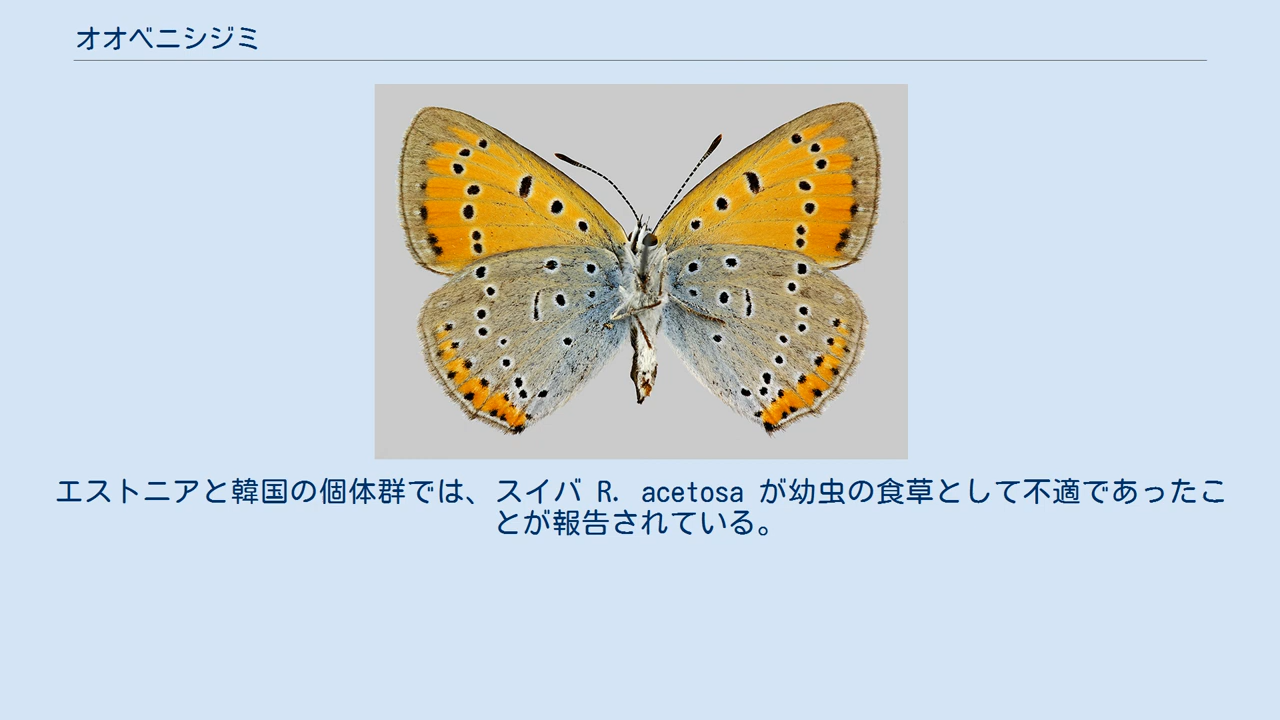 オオベニシジミ
エストニアと韓国の個体群では、スイバ R. acetosa が幼虫の食草として不適であったこ
とが報告されている。